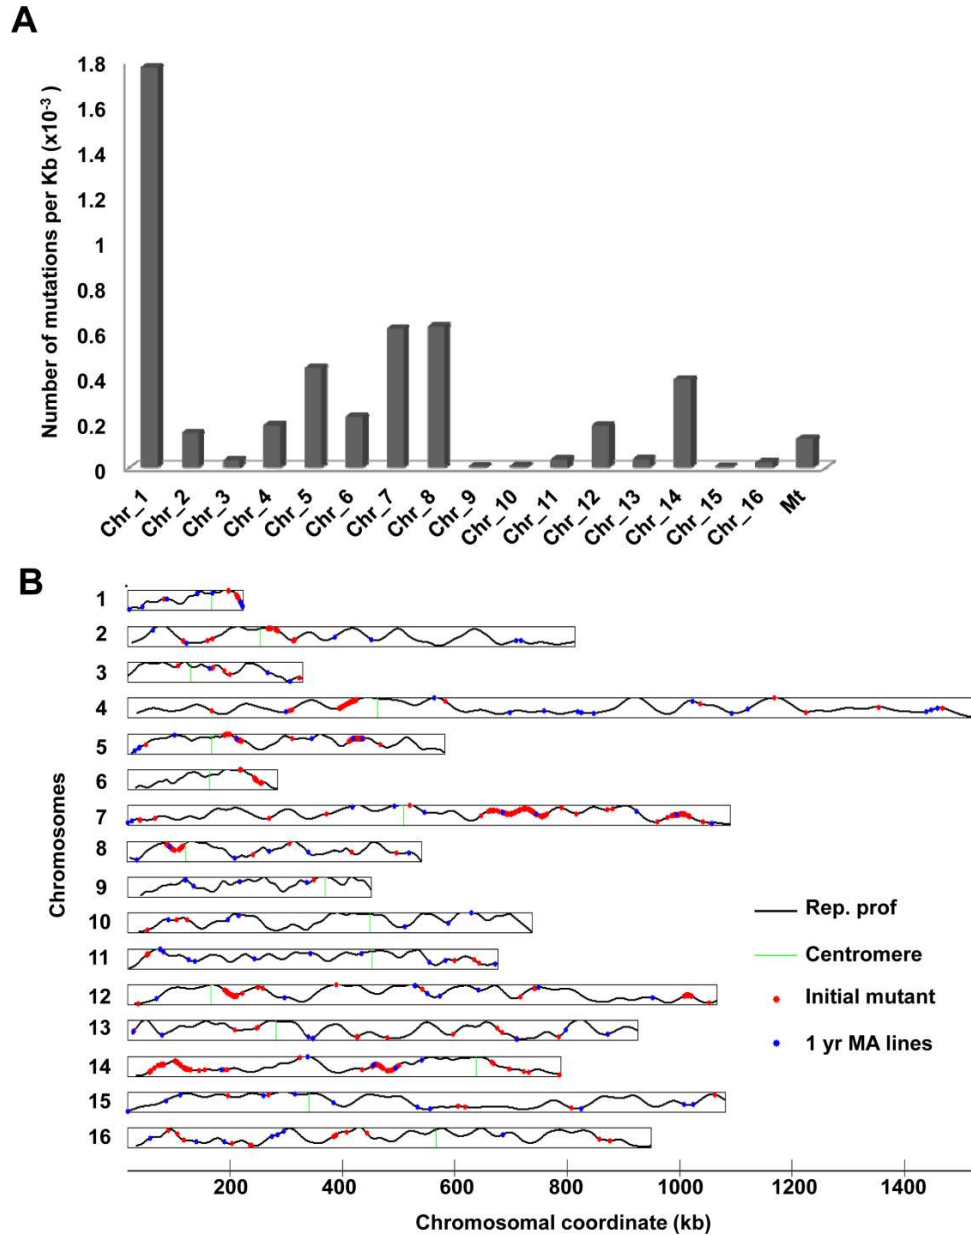 A
Number of mutations per Kb (x10⁻³)
1.8
1.6
1.4
1.2
1
0.8
0.6
0.4
0.2
0
Chr_1
Chr_2
Chr_3
Chr_4
Chr_5
Chr_6
Chr_7
Chr_8
Chr_9
Chr_10
Chr_11
Chr_12
Chr_13
Chr_14
Chr_15
Chr_16
Mt
B
Chromosomes
1
2
3
4
5
6
7
8
9
10
11
12
13
14
15
16
Rep. prof
Centromere
Initial mutant
1 yr MA lines
200
400
600
800
1000
1200
1400
Chromosomal coordinate (kb)